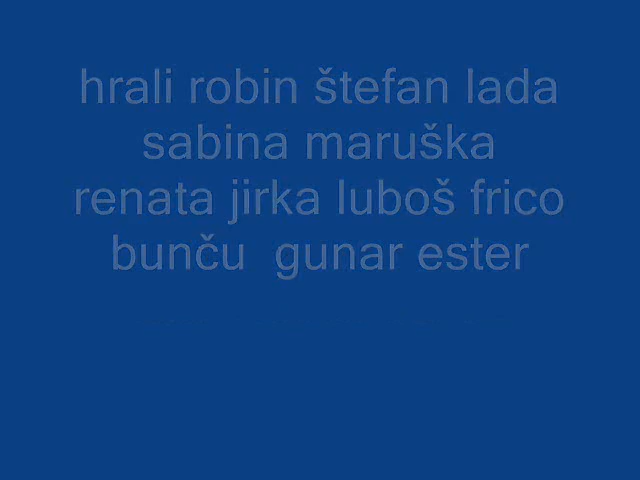 hrali robin štefan lada
sabina maruška
renata jirka luboš frico
bunču gunar ester